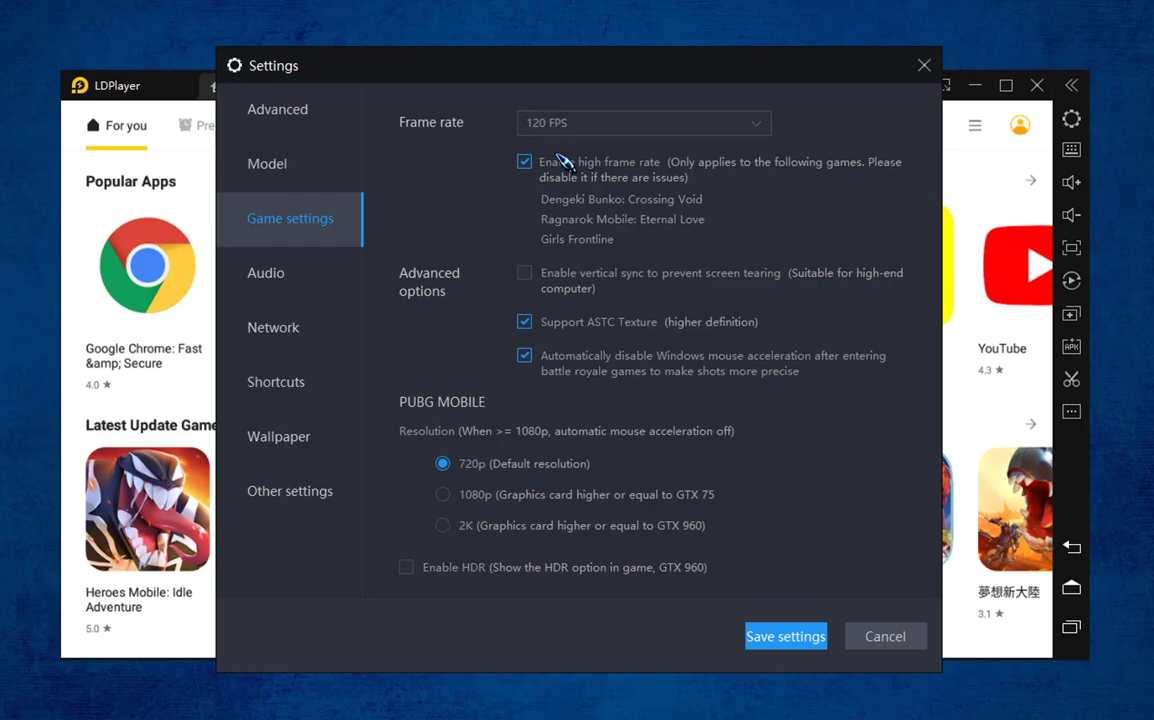 Settings
LDPlayer
Advanced
For you
Pre
Frame rate
120 FPS
Model
high frame rate (Only applies to the following games. Please
disable it if there are issues)
Popular Apps
Dengeki Bunko: Crossing Void
Game settings
Ragnarok Mobile: Eternal Love
Girls Frontline
Audio
Advanced
options
Enable vertical sync to prevent screen tearing (Suitable for high-end
computer)
Network
Support ASTC Texture (higher definition)
Google Chrome: Fast
&amp; Secure
4.0 ★
YouTube
4.3 ★
Automatically disable Windows mouse acceleration after entering
battle royale games to make shots more precise
Shortcuts
PUBG MOBILE
Latest Update Game
Resolution (When >= 1080p, automatic mouse acceleration off)
Wallpaper
720p (Default resolution)
Other settings
1080p (Graphics card higher or equal to GTX 75
2K (Graphics card higher or equal to GTX 960)
Enable HDR (Show the HDR option in game, GTX 960)
Heroes Mobile: Idle
Adventure
5.0 ★
夢想新大陸
3.1 ★
Save settings
Cancel
APK